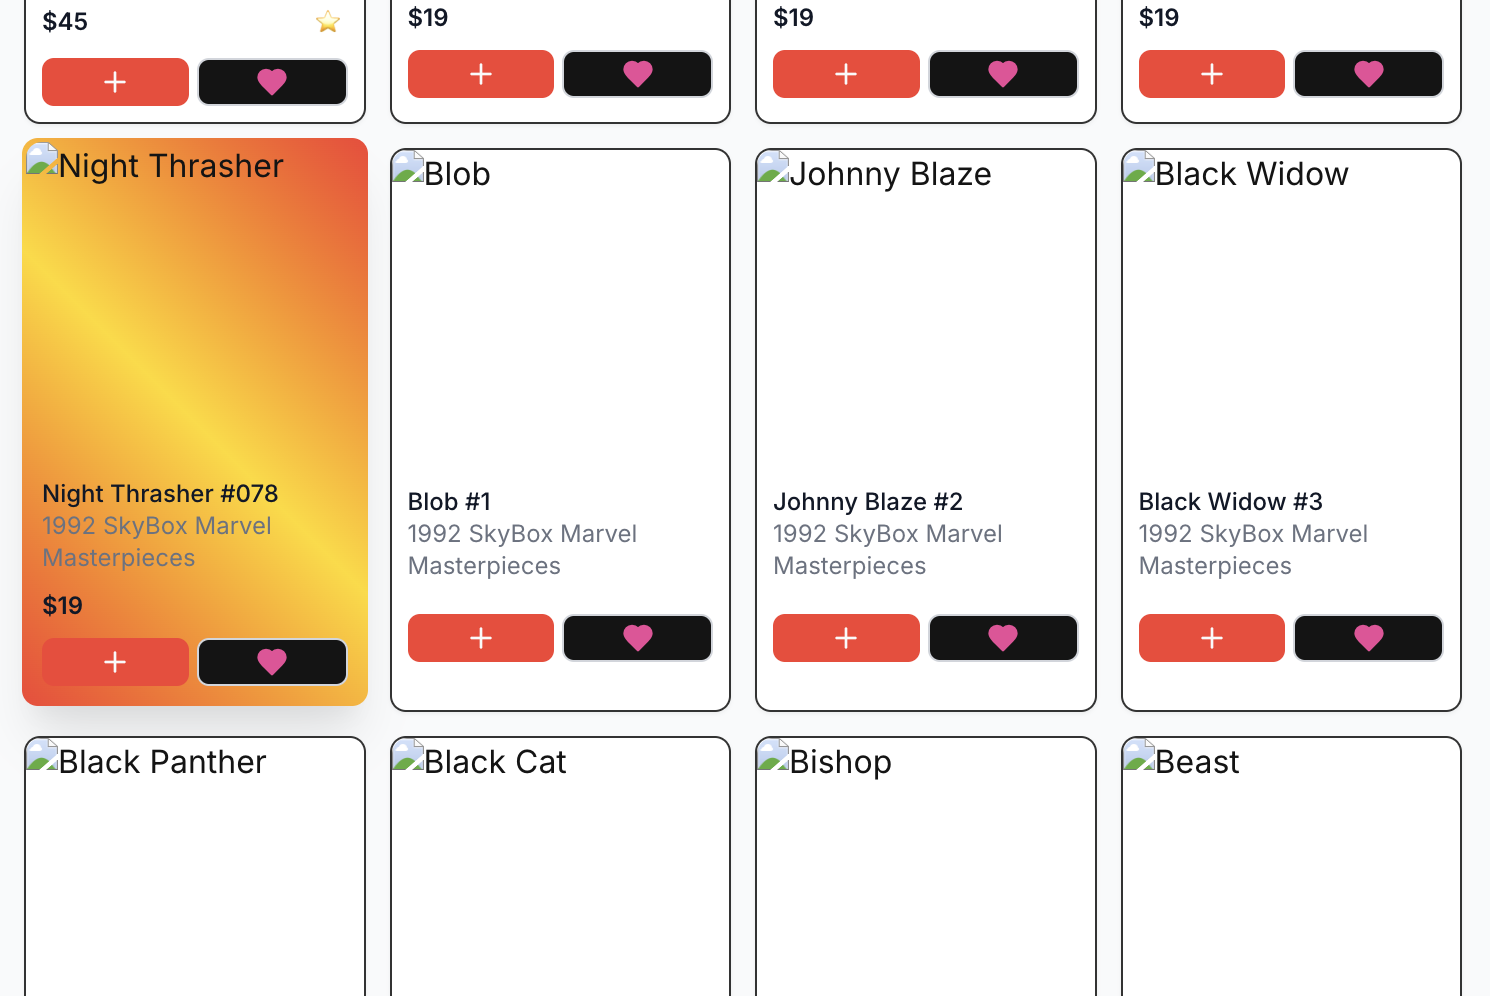 $45
$19
$19
$19
Night Thrasher
Blob
Johnny Blaze
Black Widow
Night Thrasher #078
1992 SkyBox Marvel
Masterpieces
$19
Blob #1
1992 SkyBox Marvel
Masterpieces
Johnny Blaze #2
1992 SkyBox Marvel
Masterpieces
Black Widow #3
1992 SkyBox Marvel
Masterpieces
Black Panther
Black Cat
Bishop
Beast